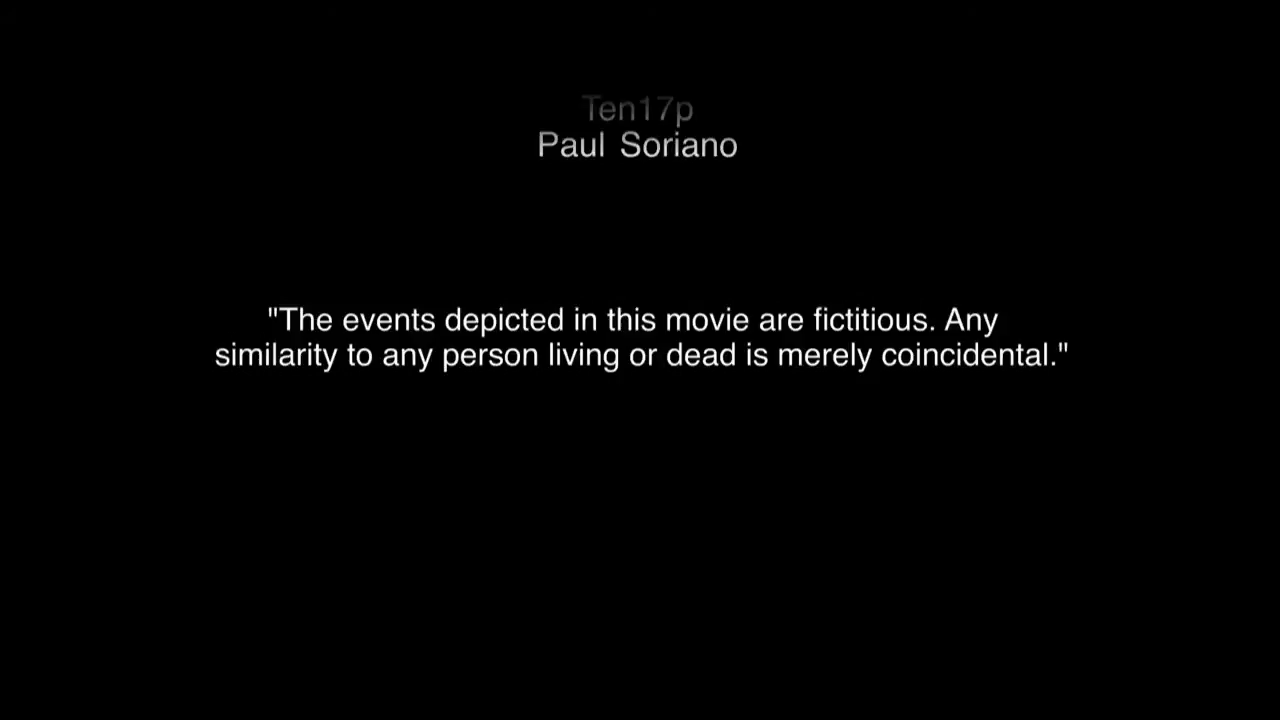 Ten17p
Paul Soriano
"The events depicted in this movie are fictitious. Any
similarity to any person living or dead is merely coincidental."